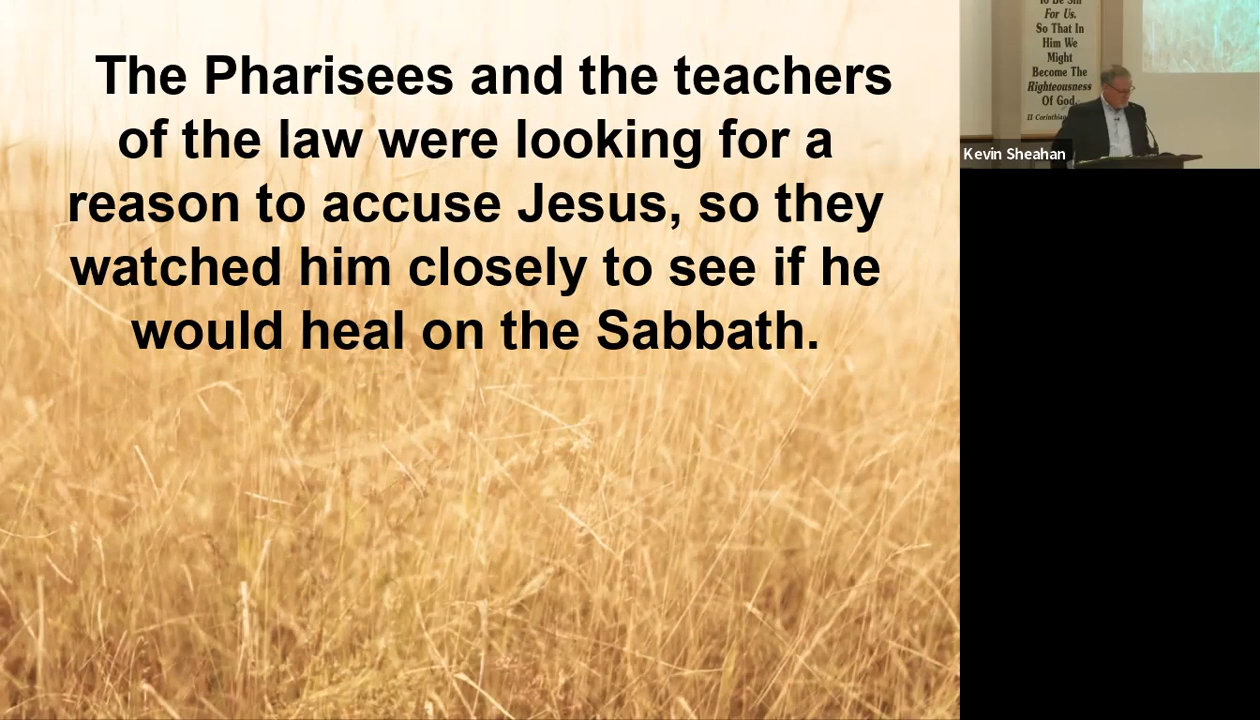 The Pharisees and the teachers
of the law were looking for a
reason to accuse Jesus, so they
watched him closely to see if he
would heal on the Sabbath.
For Us.
So That In
Him We
Might
Become The
Righteousness
Of God.
II
Kevin Sheahan